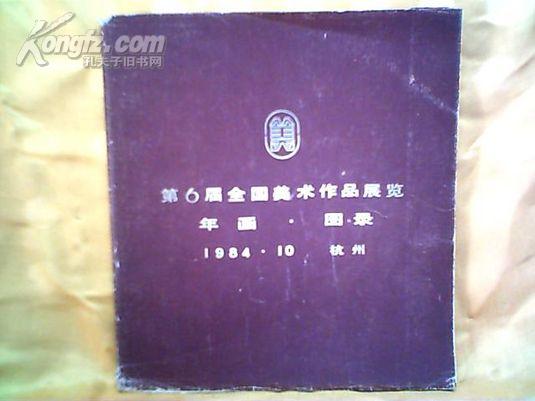 Kongfz.com
孔夫子旧书网
美
第6届全国美术作品展览
年画·图录
1984·10 杭州